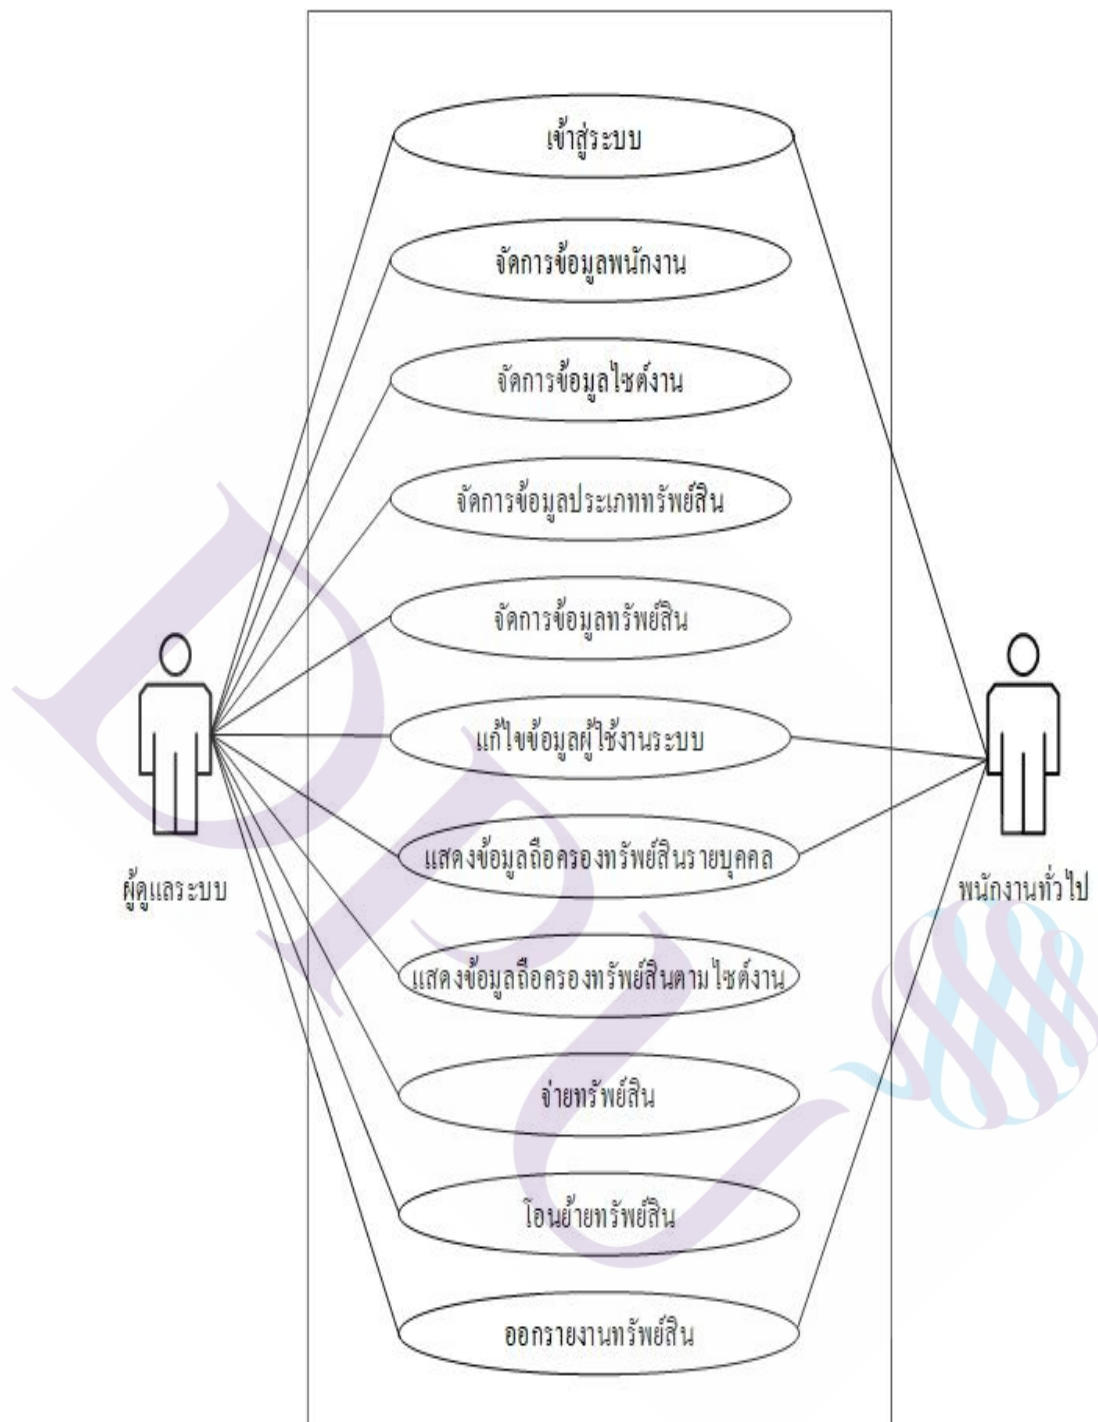 เข้าสู่ระบบ
จัดการข้อมูลพนักงาน
จัดการข้อมูลไซต์งาน
จัดการข้อมูลประเภททรัพย์สิน
จัดการข้อมูลทรัพย์สิน
แก้ไขข้อมูลผู้ใช้งานระบบ
แสดงข้อมูลถือครองทรัพย์สินรายบุคคล
ผู้ดูแลระบบ
พนักงานทั่วไป
แสดงข้อมูลถือครองทรัพย์สินตามไซต์งาน
จ่ายทรัพย์สิน
โอนย้ายทรัพย์สิน
ออกรายงานทรัพย์สิน
DPU